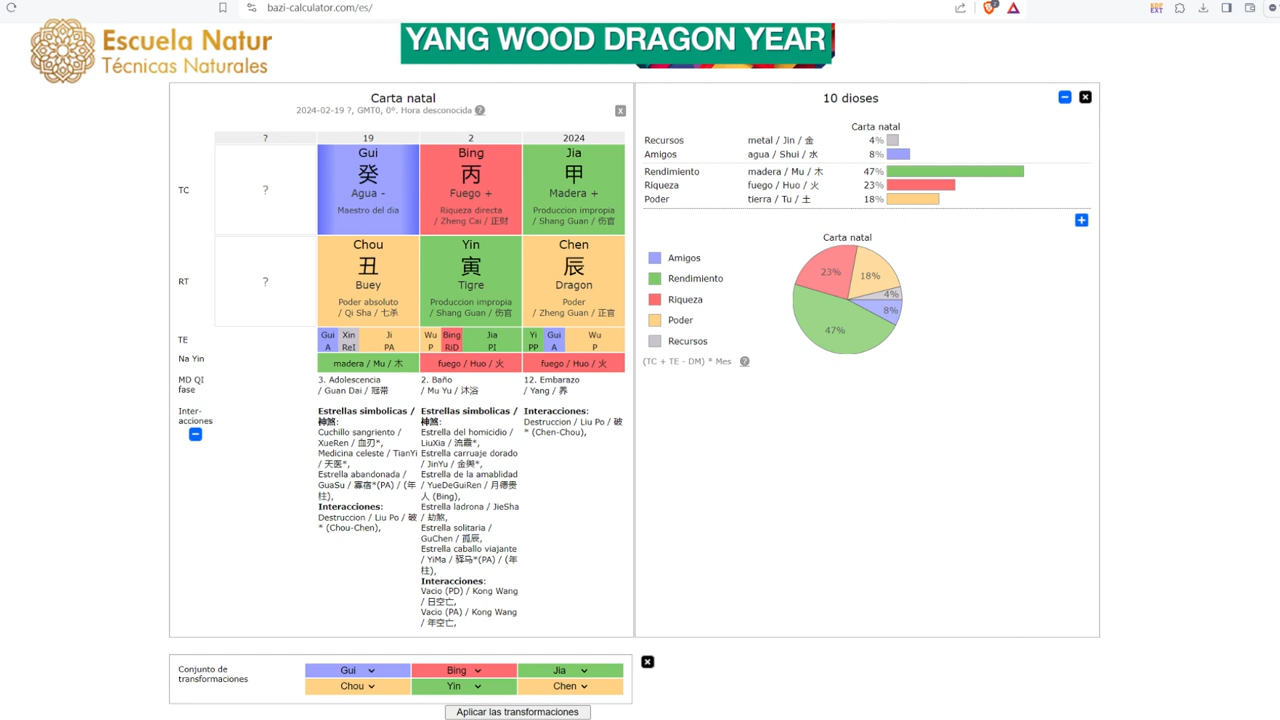 bazi-calculator.com/es/
2
KDE
EXT
Escuela Natur
Técnicas Naturales
YANG WOOD DRAGON YEAR
Carta natal
2024-02-19 ?, GMT0, 0°. Hora desconocida ?
x
? 19 2 2024
TC
?
Gui
癸
Agua -
Maestro del dia
Bing
丙
Fuego +
Riqueza directa
/ Zheng Cai / 正财
Jia
甲
Madera +
Produccion impropia
/ Shang Guan / 伤官
RT
?
Chou
丑
Buey
Poder absoluto
/ Qi Sha / 七杀
Yin
寅
Tigre
Produccion impropia
/ Shang Guan / 伤官
Chen
辰
Dragon
Poder
/ Zheng Guan / 正官
TE
Gui Xin Ji
A ReI PA
Wu Bing Jia
P RiD PI
Yi Gui Wu
PP A P
Na Yin
madera / Mu / 木
fuego / Huo / 火
fuego / Huo / 火
MD QI
fase
3. Adolescencia
/ Guan Dai / 冠带
2. Baño
/ Mu Yu / 沐浴
12. Embarazo
/ Yang / 养
Inter-
acciones
Estrellas simbolicas /
神煞:
Cuchillo sangriento /
XueRen / 血刃*,
Medicina celeste / TianYi
/ 天医*,
Estrella abandonada /
GuaSu / 寡宿*(PA) / (年
柱),
Interacciones:
Destruccion / Liu Po / 破
* (Chou-Chen),
Estrellas simbolicas /
神煞:
Estrella del homicidio /
LiuXia / 流霞*,
Estrella carruaje dorado
/ JinYu / 金舆*,
Estrella de la amablidad
/ YueDeGuiRen / 月德贵
人 (Bing),
Estrella ladrona / JieSha
/ 劫煞,
Estrella solitaria /
GuChen / 孤辰,
Estrella caballo viajante
/ YiMa / 驿马*(PA) / (年
柱),
Interacciones:
Vacio (PD) / Kong Wang
/ 日空亡,
Vacio (PA) / Kong Wang
/ 年空亡,
Interacciones:
Destruccion / Liu Po / 破
* (Chen-Chou),
10 dioses
Carta natal
Recursos metal / Jin / 金 4%
Amigos agua / Shui / 水 8%
Rendimiento madera / Mu / 木 47%
Riqueza fuego / Huo / 火 23%
Poder tierra / Tu / 土 18%
Carta natal
Amigos
Rendimiento
Riqueza
Poder
Recursos
23%
18%
4%
8%
47%
(TC + TE - DM) * Mes ?
Conjunto de
transformaciones
Gui Bing Jia
Chou Yin Chen
Aplicar las transformaciones